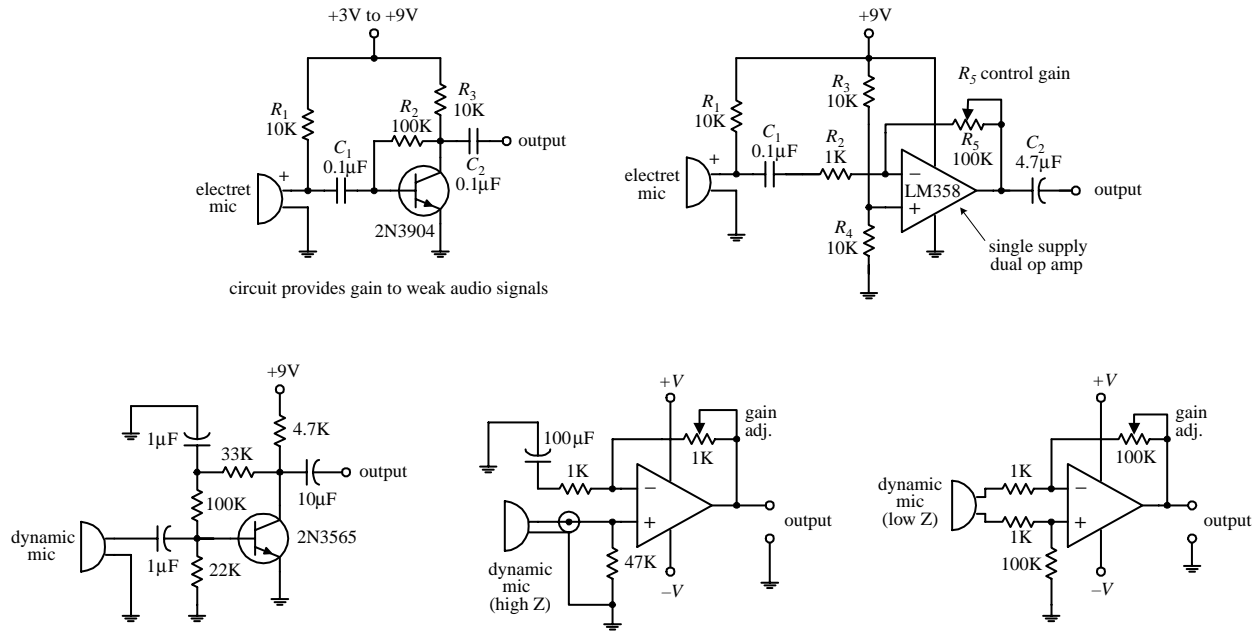 +3V to +9V
R1
10K
R2
100K
R3
10K
C1
0.1µF
C2
0.1µF
output
electret
mic
+
2N3904
circuit provides gain to weak audio signals
+9V
R1
10K
R3
10K
R5 control gain
C1
0.1µF
R2
1K
R5
100K
C2
4.7µF
electret
mic
+
−
LM358
+
output
R4
10K
single supply
dual op amp
+9V
1µF
4.7K
33K
output
10µF
100K
dynamic
mic
1µF
2N3565
22K
+V
100µF
gain
adj.
1K
1K
−
+
output
dynamic
mic
(high Z)
47K
−V
+V
gain
adj.
100K
1K
dynamic
mic
(low Z)
−
+
1K
output
100K
−V